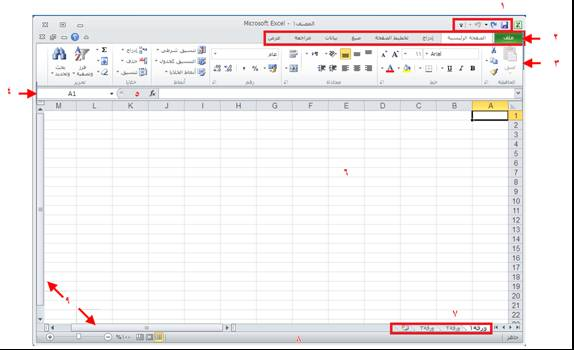 ١
المصنف١ - Microsoft Excel
ملف الصفحة الرئيسية إدراج تخطيط الصفحة صيغ بيانات مراجعة عرض
٢
٣
لصق
Arial ١١
عام
تنسيق شرطي
تنسيق كجدول
أنماط الخلايا
إدراج
حذف
تنسيق
فرز وتصفية
بحث وتحديد
الحافظة خط محاذاة رقم أنماط خلايا تحرير
٤
A1 fx ٥
A B C D E F G H I J K L M
1
2
3
4
5
6
7
8
9
10
11
12
13
14
15
16
17
18
19
20
21
22
٦
٩
٧
ورقة١ ورقة٢ ورقة٣
٨
حاضر
١٠٠%